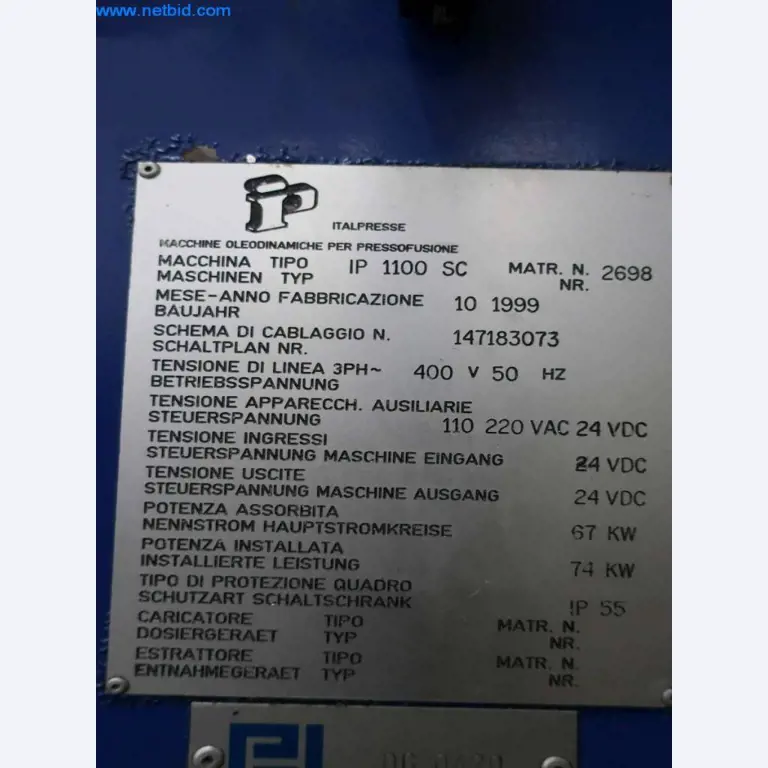 www.netbid.com
ip
ITALPRESSE
MACCHINE OLEODINAMICHE PER PRESSOFUSIONE
MACCHINA TIPO IP 1100 SC MATR. N. 2698
MASCHINEN TYP NR.
MESE-ANNO FABBRICAZIONE 10 1999
BAUJAHR
SCHEMA DI CABLAGGIO N. 147183073
SCHALTPLAN NR.
TENSIONE DI LINEA 3PH~ 400 V 50 HZ
BETRIEBSSPANNUNG
TENSIONE APPARECCH. AUSILIARIE
STEUERSPANNUNG 110 220 VAC 24 VDC
TENSIONE INGRESSI
STEUERSPANNUNG MASCHINE EINGANG 24 VDC
TENSIONE USCITE
STEUERSPANNUNG MASCHINE AUSGANG 24 VDC
POTENZA ASSORBITA
NENNSTROM HAUPTSTROMKREISE 67 KW
POTENZA INSTALLATA
INSTALLIERTE LEISTUNG 74 KW
TIPO DI PROTEZIONE QUADRO
SCHUTZART SCHALTSCHRANK IP 55
CARICATORE TIPO MATR. N.
DOSIERGERAET TYP NR.
ESTRATTORE TIPO MATR. N.
ENTNAHMEGERAET TYP NR.